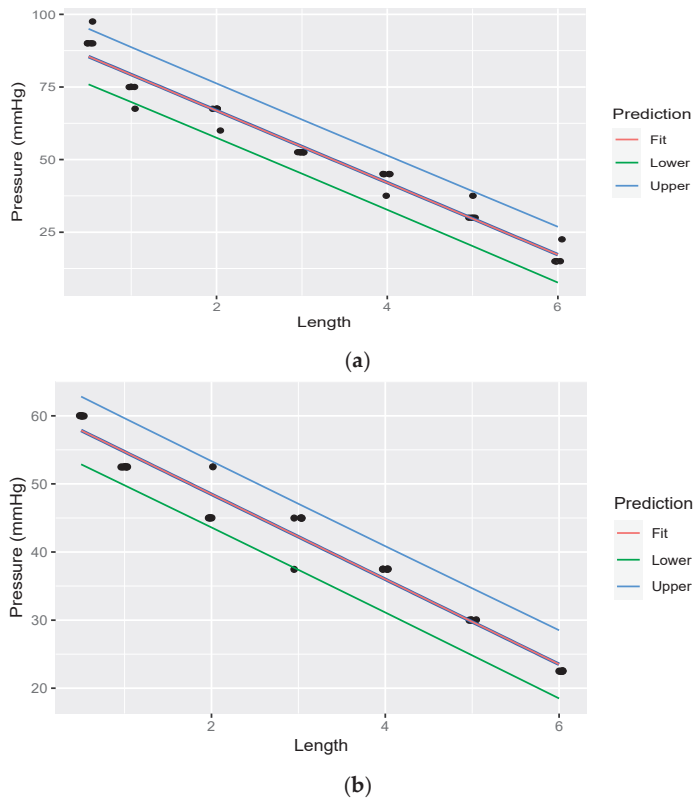 100
75
50
25
Pressure (mmHg)
2
4
6
Length
Prediction
Fit
Lower
Upper
(a)
60
50
40
30
20
Pressure (mmHg)
2
4
6
Length
Prediction
Fit
Lower
Upper
(b)